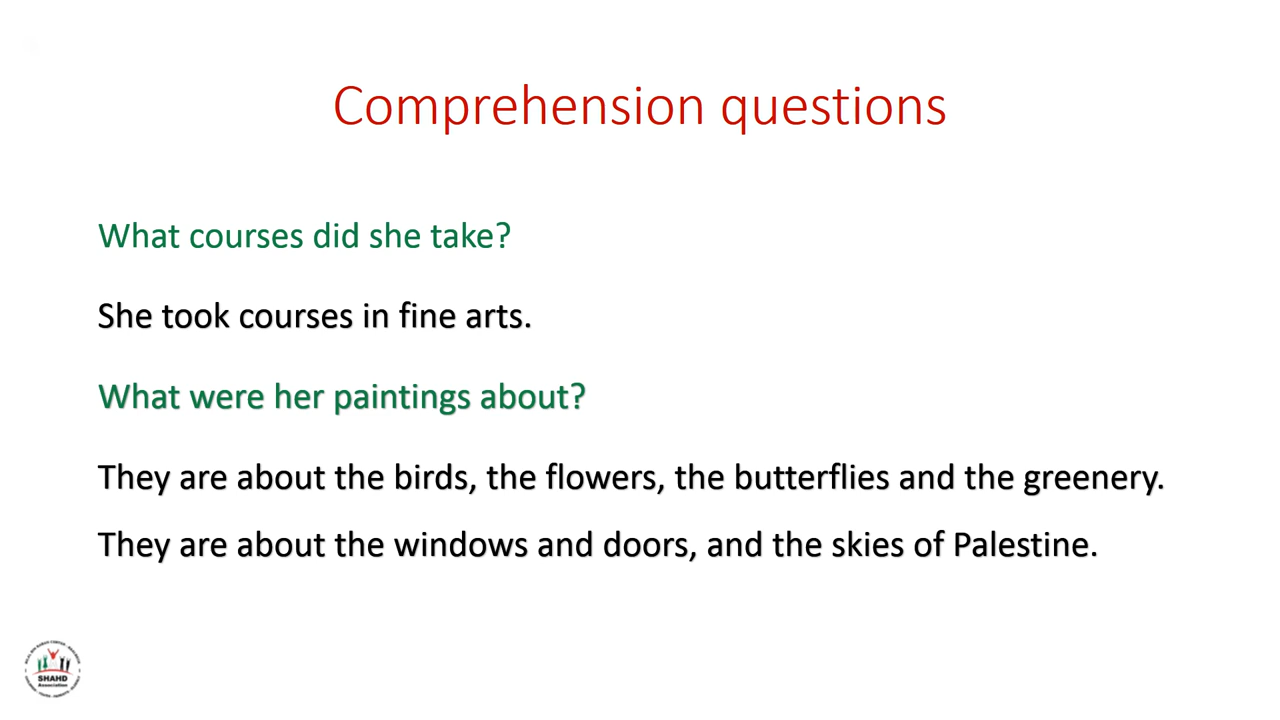 Comprehension questions
What courses did she take?
She took courses in fine arts.
What were her paintings about?
They are about the birds, the flowers, the butterflies and the greenery.
They are about the windows and doors, and the skies of Palestine.
SHAHD
Association